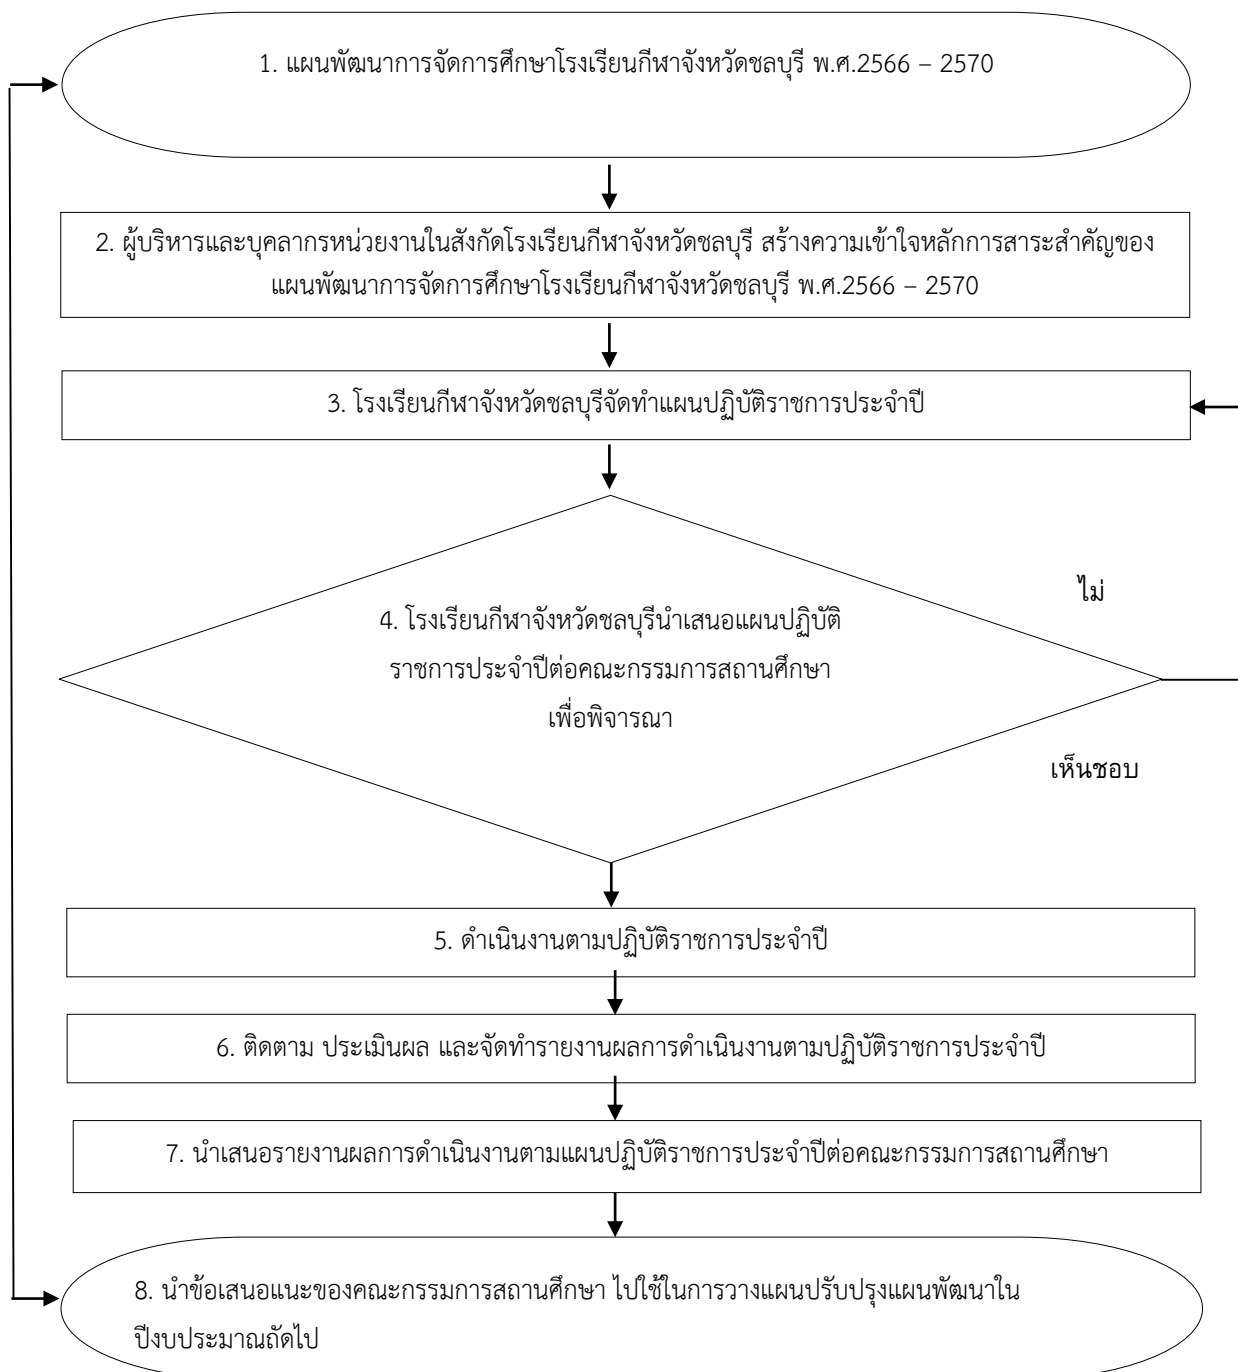 1. แผนพัฒนาการจัดการศึกษาโรงเรียนกีฬาจังหวัดชลบุรี พ.ศ.2566 – 2570
2. ผู้บริหารและบุคลากรหน่วยงานในสังกัดโรงเรียนกีฬาจังหวัดชลบุรี สร้างความเข้าใจหลักการสาระสำคัญของ
แผนพัฒนาการจัดการศึกษาโรงเรียนกีฬาจังหวัดชลบุรี พ.ศ.2566 – 2570
3. โรงเรียนกีฬาจังหวัดชลบุรีจัดทำแผนปฏิบัติราชการประจำปี
ไม่
4. โรงเรียนกีฬาจังหวัดชลบุรีนำเสนอแผนปฏิบัติ
ราชการประจำปีต่อคณะกรรมการสถานศึกษา
เพื่อพิจารณา
เห็นชอบ
5. ดำเนินงานตามปฏิบัติราชการประจำปี
6. ติดตาม ประเมินผล และจัดทำรายงานผลการดำเนินงานตามปฏิบัติราชการประจำปี
7. นำเสนอรายงานผลการดำเนินงานตามแผนปฏิบัติราชการประจำปีต่อคณะกรรมการสถานศึกษา
8. นำข้อเสนอแนะของคณะกรรมการสถานศึกษา ไปใช้ในการวางแผนปรับปรุงแผนพัฒนาใน
ปีงบประมาณถัดไป